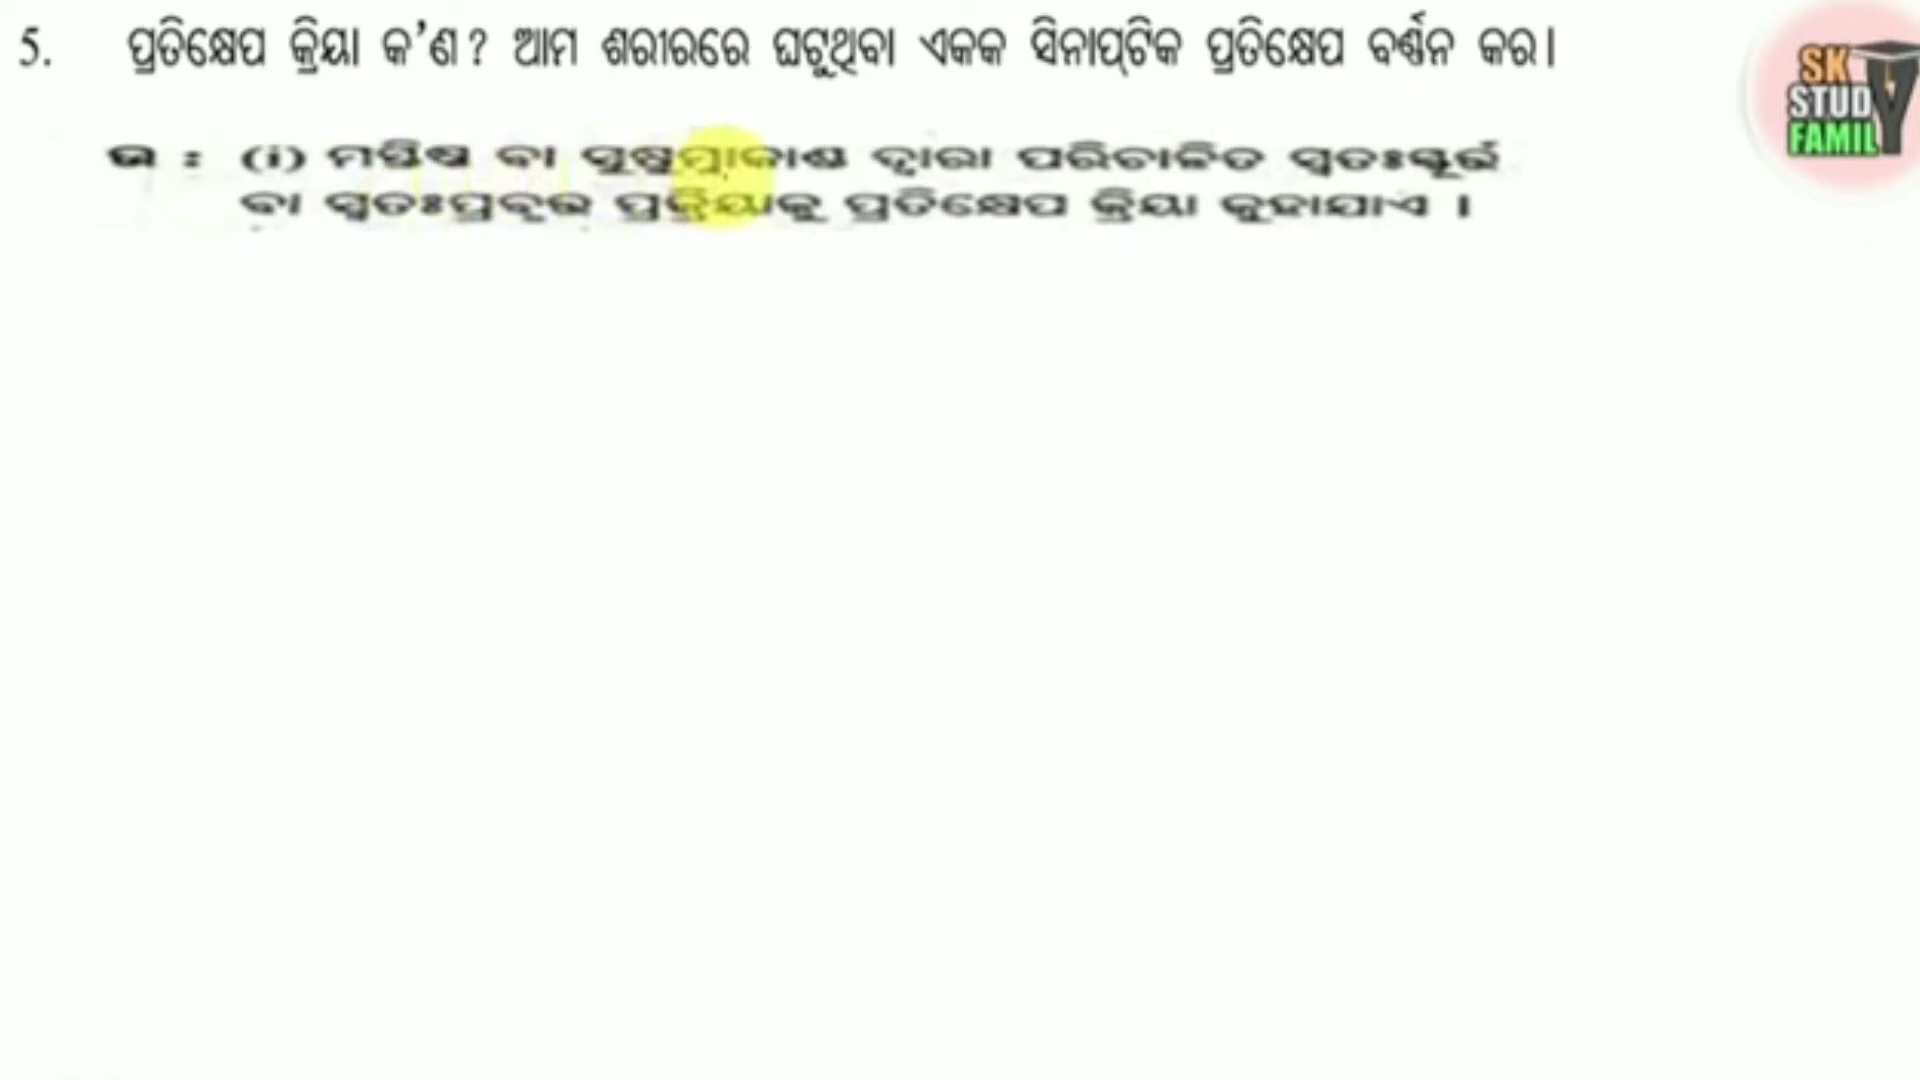 5. ପ୍ରତିକ୍ଷେପ କ୍ରିୟା କ'ଣ? ଆମ ଶରୀରରେ ଘଟୁଥିବା ଏକକ ସିନାପ୍‌ଟିକ ପ୍ରତିକ୍ଷେପ ବର୍ଣ୍ଣନ କର।
ଉ : (i) ମସ୍ତିଷ୍କ ବା ସୁଷୁମ୍ନାକାଣ୍ଡ ଦ୍ୱାରା ପରିଚାଳିତ ସ୍ୱତଃସ୍ଫୂର୍ତ୍ତ
ବା ସ୍ୱତଃପ୍ରବୃତ୍ତ ପ୍ରକ୍ରିୟାକୁ ପ୍ରତିକ୍ଷେପ କ୍ରିୟା କୁହାଯାଏ ।
SK
STUDY
FAMILY